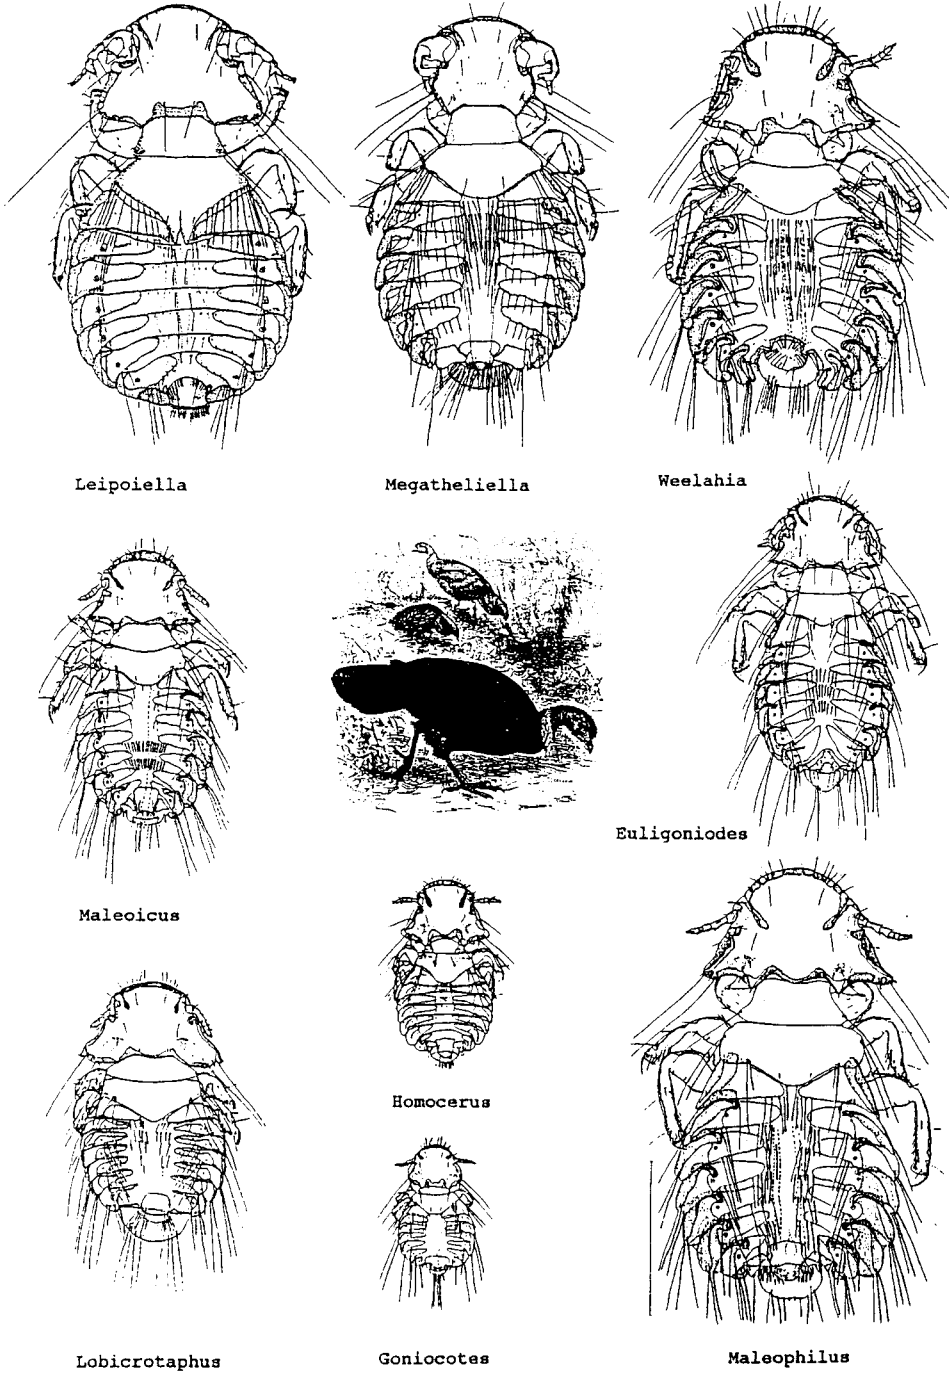 Leipoiella
Megatheliella
Weelahia
Euligoniodes
Maleoicus
Homocerus
Lobicrotaphus
Goniocotes
Maleophilus